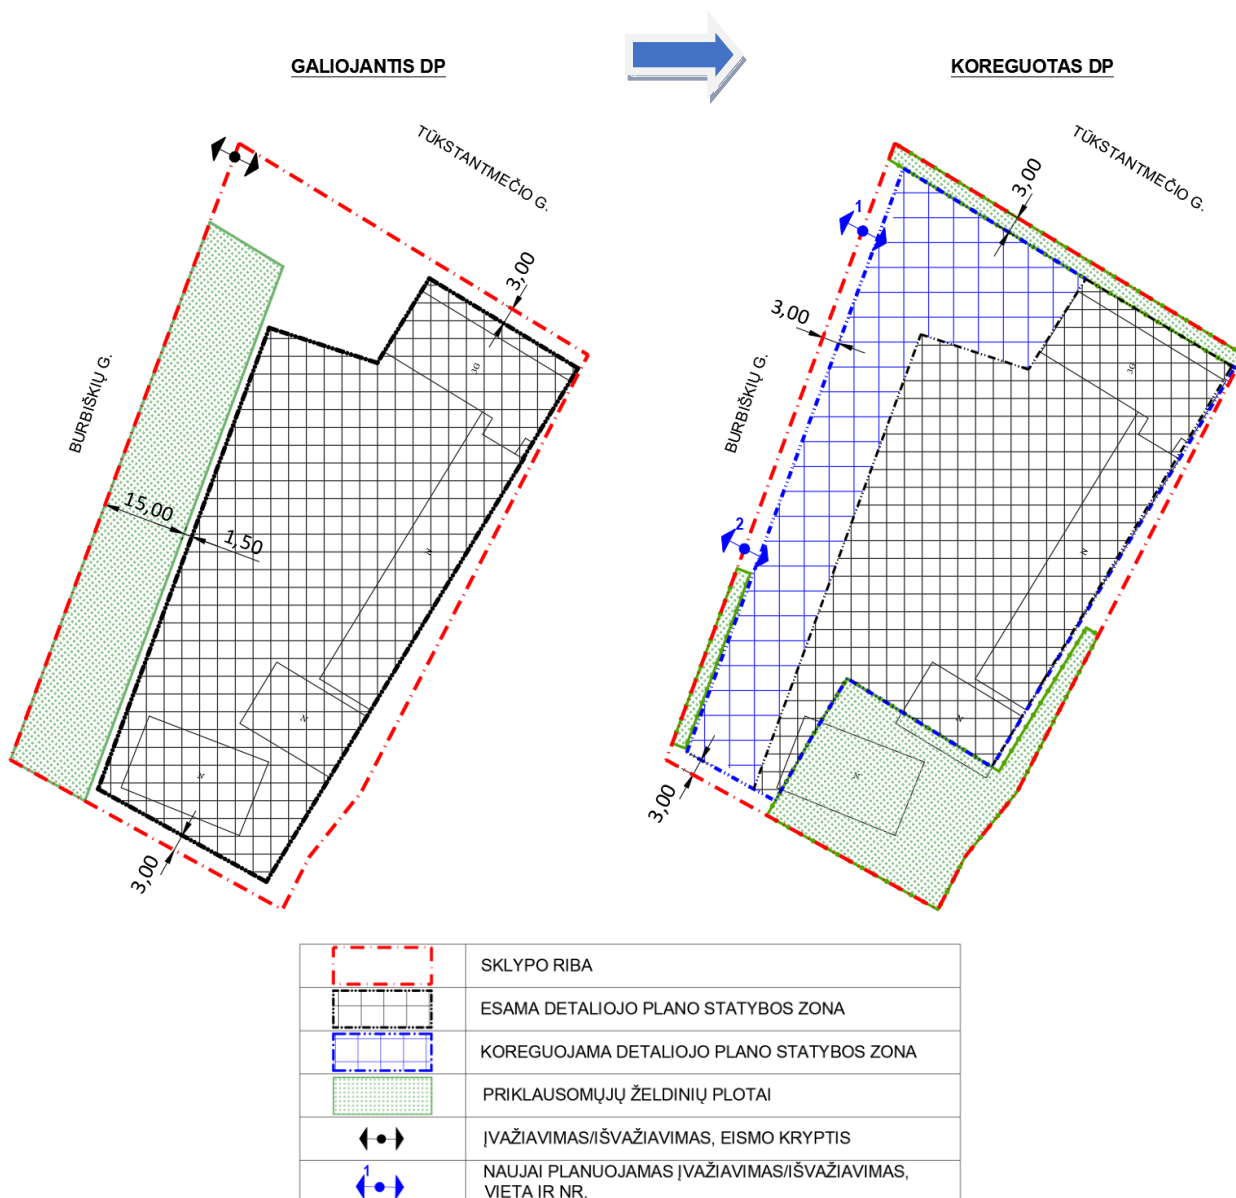 GALIOJANTIS DP
KOREGUOTAS DP
TŪKSTANTMEČIO G.
3,00
BURBIŠKIŲ G.
15,00
1,50
3,00
N
N
TŪKSTANTMEČIO G.
3,00
1
3,00
BURBIŠKIŲ G.
2
3,00
N
N
SKLYPO RIBA
ESAMA DETALIOJO PLANO STATYBOS ZONA
KOREGUOJAMA DETALIOJO PLANO STATYBOS ZONA
PRIKLAUSOMŲJŲ ŽELDINIŲ PLOTAI
ĮVAŽIAVIMAS/IŠVAŽIAVIMAS, EISMO KRYPTIS
1
NAUJAI PLANUOJAMAS ĮVAŽIAVIMAS/IŠVAŽIAVIMAS,
VIETA IR NR.